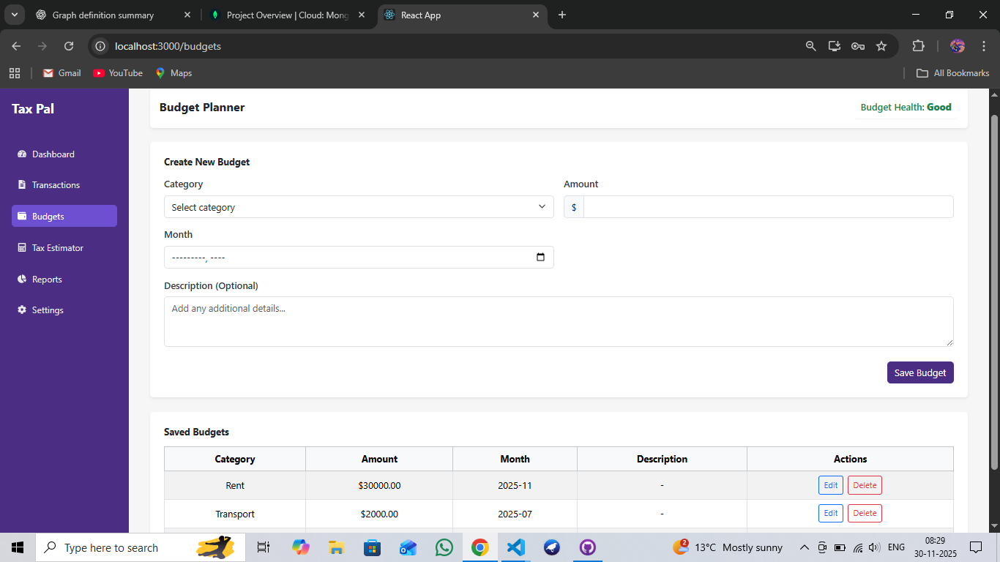 Graph definition summary
Project Overview | Cloud: Mong
React App
localhost:3000/budgets
Gmail
YouTube
Maps
All Bookmarks
Tax Pal
Dashboard
Transactions
Budgets
Tax Estimator
Reports
Settings
Budget Planner
Budget Health: Good
Create New Budget
Category
Amount
Select category
$
Month
---------, ----
Description (Optional)
Add any additional details...
Save Budget
Saved Budgets
Category Amount Month Description Actions
Rent $30000.00 2025-11 - Edit Delete
Transport $2000.00 2025-07 - Edit Delete
Type here to search
2
13°C Mostly sunny
ENG
08:29
30-11-2025